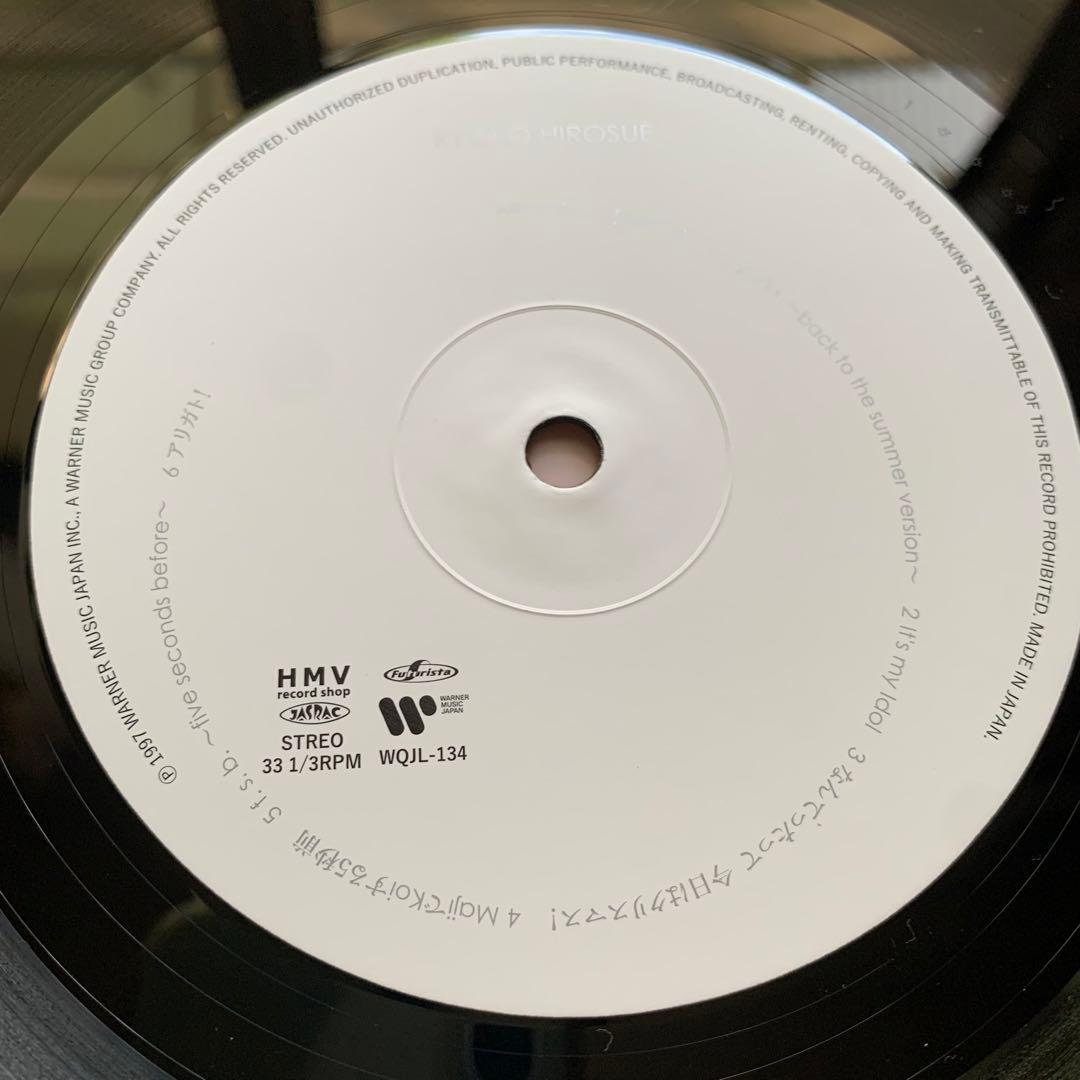 HIROSUE
~back to the summer version~ 2 It's my Idol 3 なんてったって 今日はクリスマス! 4 MajiでKoiする5秒前 5 f.s.b. ~five seconds before~ 6 アリガト!
HMV
record shop
Futurista
JASRAC
WARNER
MUSIC
JAPAN
STREO
33 1/3RPM
WQJL-134
Ⓟ 1997 WARNER MUSIC JAPAN INC., A WARNER MUSIC GROUP COMPANY. ALL RIGHTS RESERVED. UNAUTHORIZED DUPLICATION, PUBLIC PERFORMANCE, BROADCASTING, RENTING, COPYING AND MAKING TRANSMITTABLE OF THIS RECORD PROHIBITED. MADE IN JAPAN.